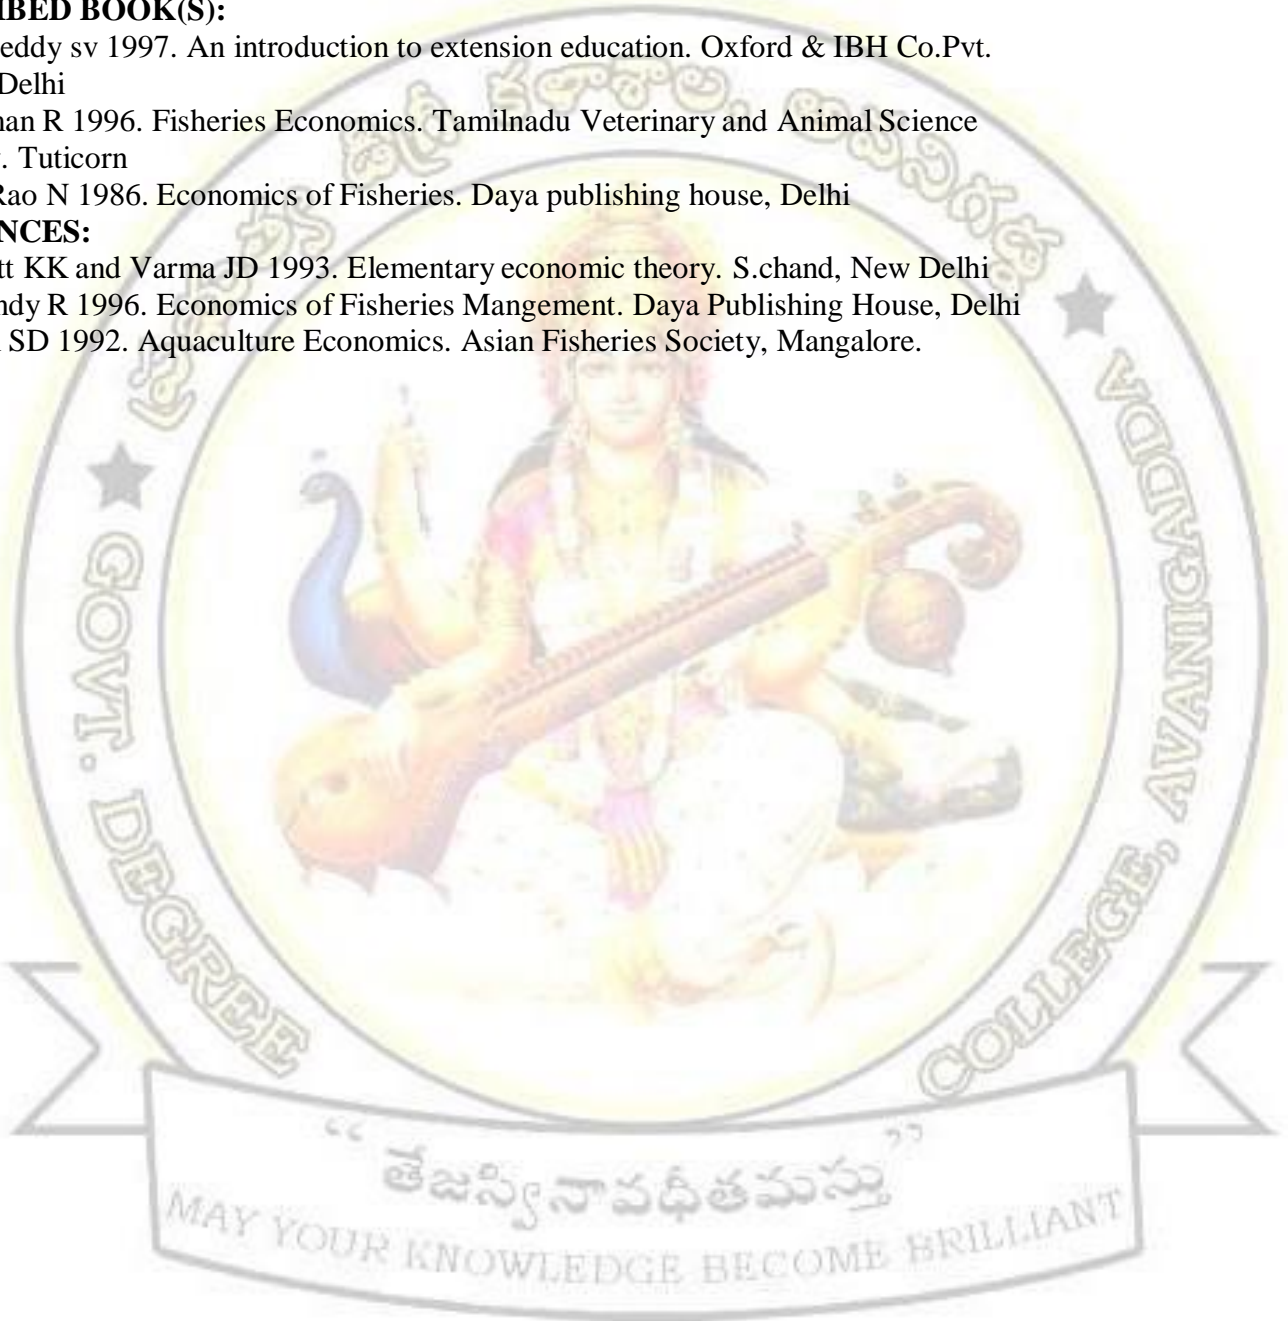 IBED BOOK(S):
eddy sv 1997. An introduction to extension education. Oxford & IBH Co.Pvt.
Delhi
nan R 1996. Fisheries Economics. Tamilnadu Veterinary and Animal Science
. Tuticorn
Rao N 1986. Economics of Fisheries. Daya publishing house, Delhi
NCES:
tt KK and Varma JD 1993. Elementary economic theory. S.chand, New Delhi
ndy R 1996. Economics of Fisheries Mangement. Daya Publishing House, Delhi
SD 1992. Aquaculture Economics. Asian Fisheries Society, Mangalore.
డిగ్రీ కళాశాల, అవనిగడ్డ
GOVT. DEGREE COLLEGE, AVANIGADDA
“ తేజస్వినావధీతమస్తు ”
MAY YOUR KNOWLEDGE BECOME BRILLIANT